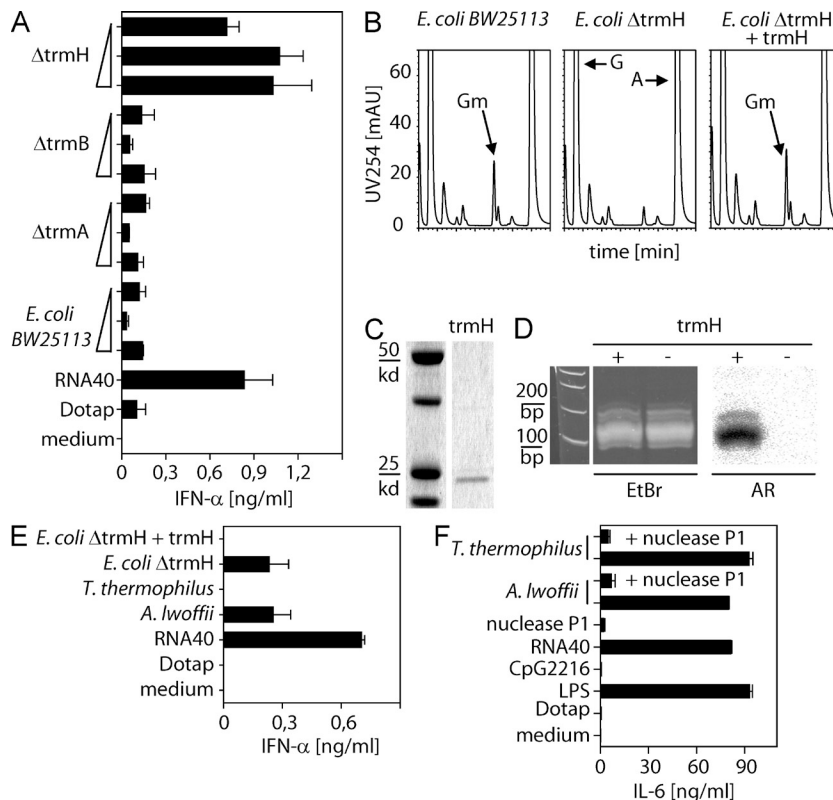 A
ΔtrmH
ΔtrmB
ΔtrmA
E. coli
BW25113
RNA40
Dotap
medium
0 0,3 0,6 0,9 1,2
IFN-α [ng/ml]
B
E. coli BW25113
E. coli ΔtrmH
E. coli ΔtrmH
+ trmH
60
40
20
0
UV254 [mAU]
Gm
G
A
Gm
time [min]
C
trmH
50
kd
25
kd
D
trmH
+ - + -
200
bp
100
bp
EtBr
AR
E
E. coli ΔtrmH + trmH
E. coli ΔtrmH
T. thermophilus
A. lwoffii
RNA40
Dotap
medium
0 0,3 0,6
IFN-α [ng/ml]
F
T. thermophilus
+ nuclease P1
A. lwoffii
+ nuclease P1
nuclease P1
RNA40
CpG2216
LPS
Dotap
medium
0 30 60 90
IL-6 [ng/ml]